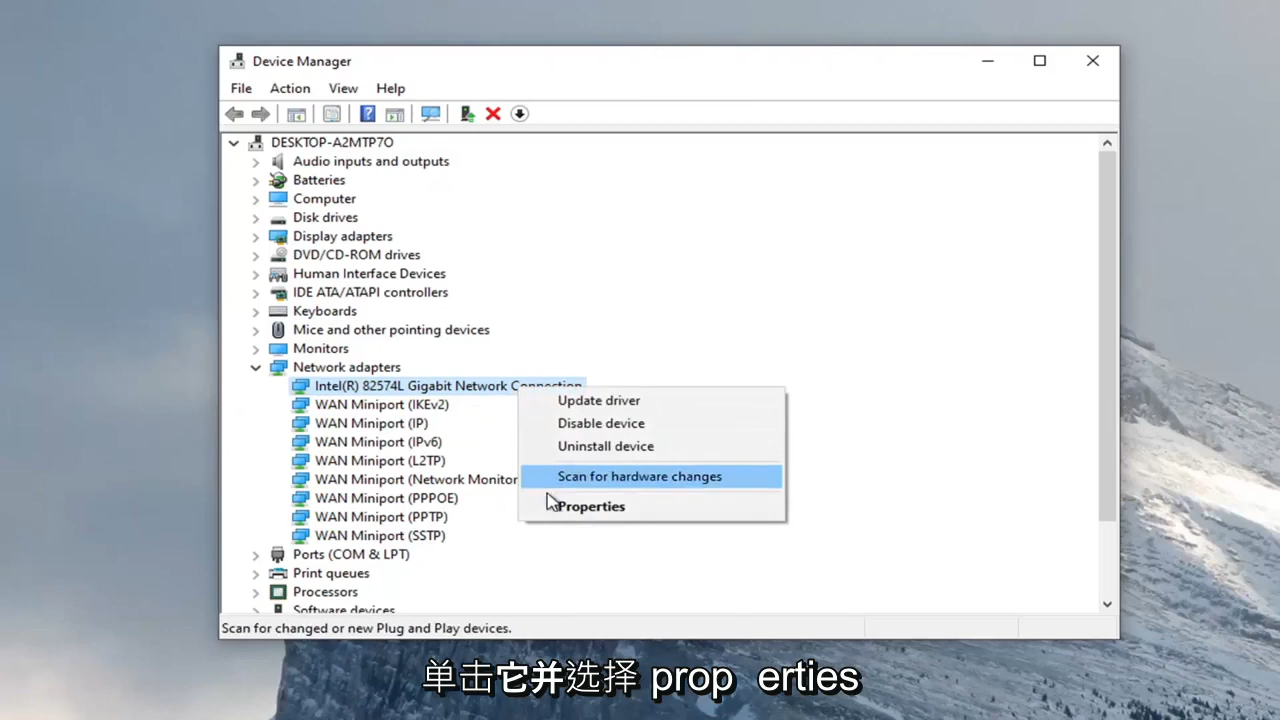 Device Manager
File Action View Help
DESKTOP-A2MTP7O
Audio inputs and outputs
Batteries
Computer
Disk drives
Display adapters
DVD/CD-ROM drives
Human Interface Devices
IDE ATA/ATAPI controllers
Keyboards
Mice and other pointing devices
Monitors
Network adapters
Intel(R) 82574L Gigabit Network Connection
WAN Miniport (IKEv2)
WAN Miniport (IP)
WAN Miniport (IPv6)
WAN Miniport (L2TP)
WAN Miniport (Network Monitor
WAN Miniport (PPPOE)
WAN Miniport (PPTP)
WAN Miniport (SSTP)
Ports (COM & LPT)
Print queues
Processors
Software devices
Update driver
Disable device
Uninstall device
Scan for hardware changes
Properties
Scan for changed or new Plug and Play devices.
单击它并选择 prop erties